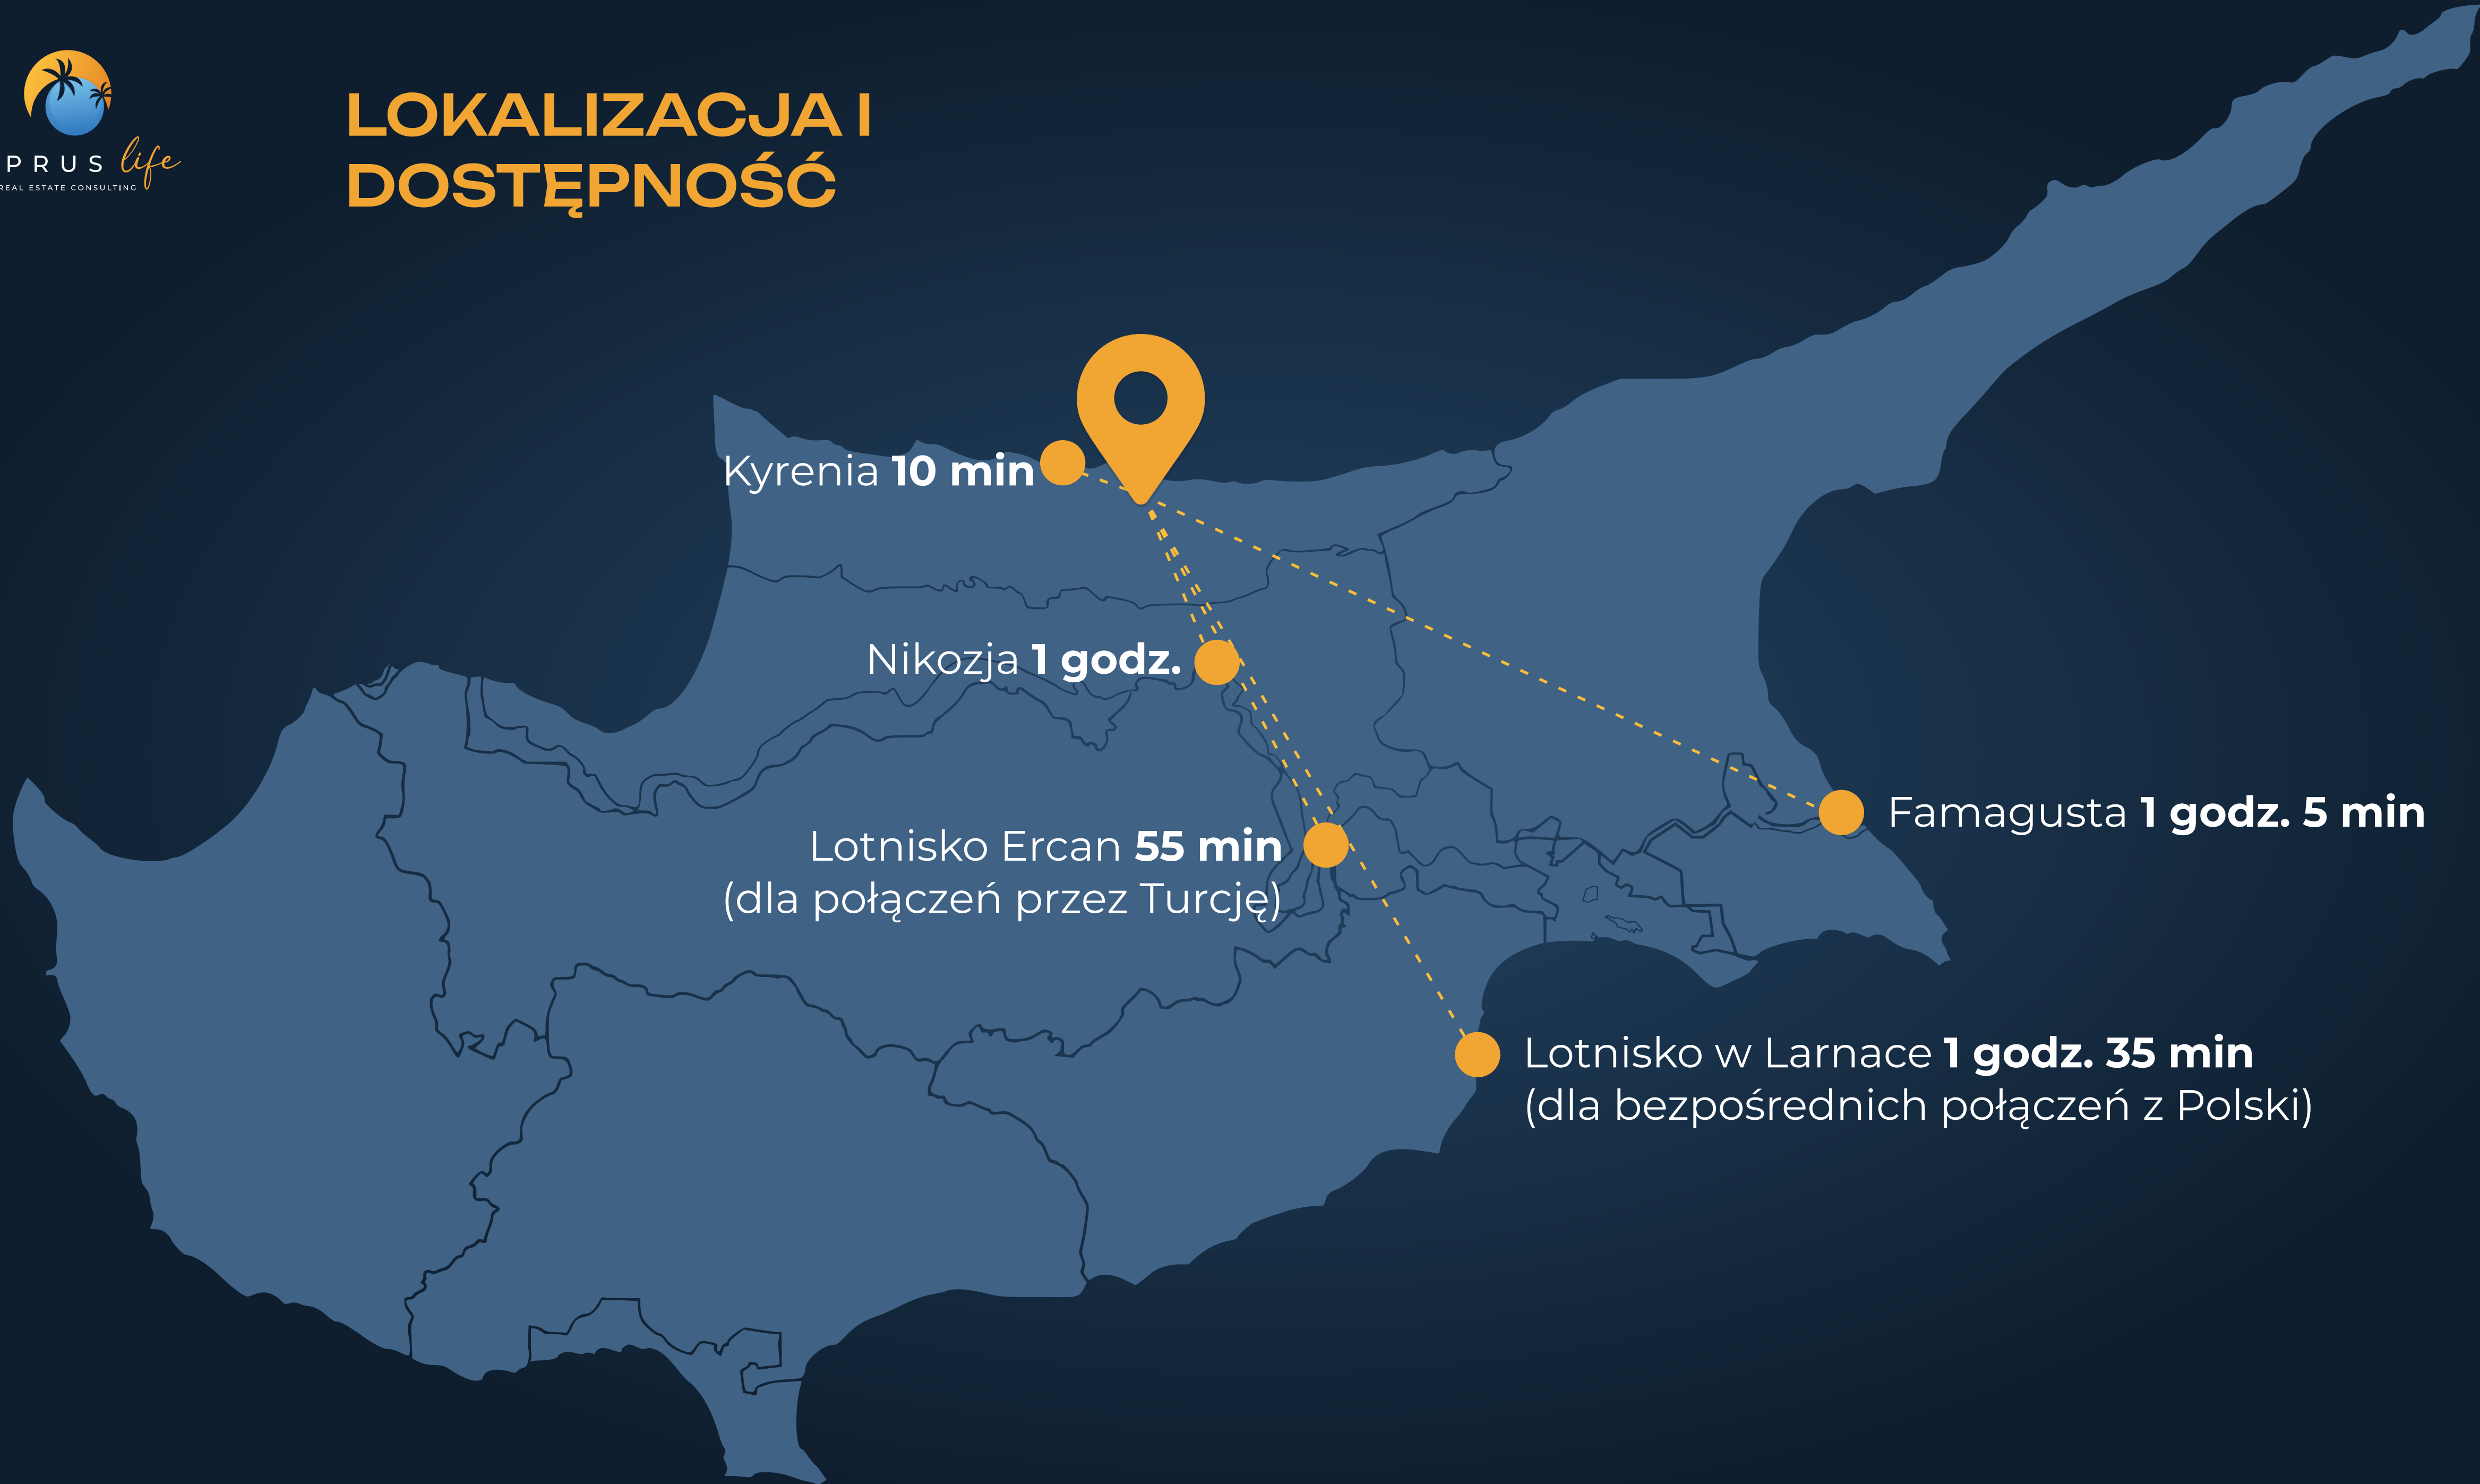 PRUS life
REAL ESTATE CONSULTING
LOKALIZACJA I
DOSTĘPNOŚĆ
Kyrenia 10 min
Nikozja 1 godz.
Famagusta 1 godz. 5 min
Lotnisko Ercan 55 min
(dla połączeń przez Turcję)
Lotnisko w Larnace 1 godz. 35 min
(dla bezpośrednich połączeń z Polski)